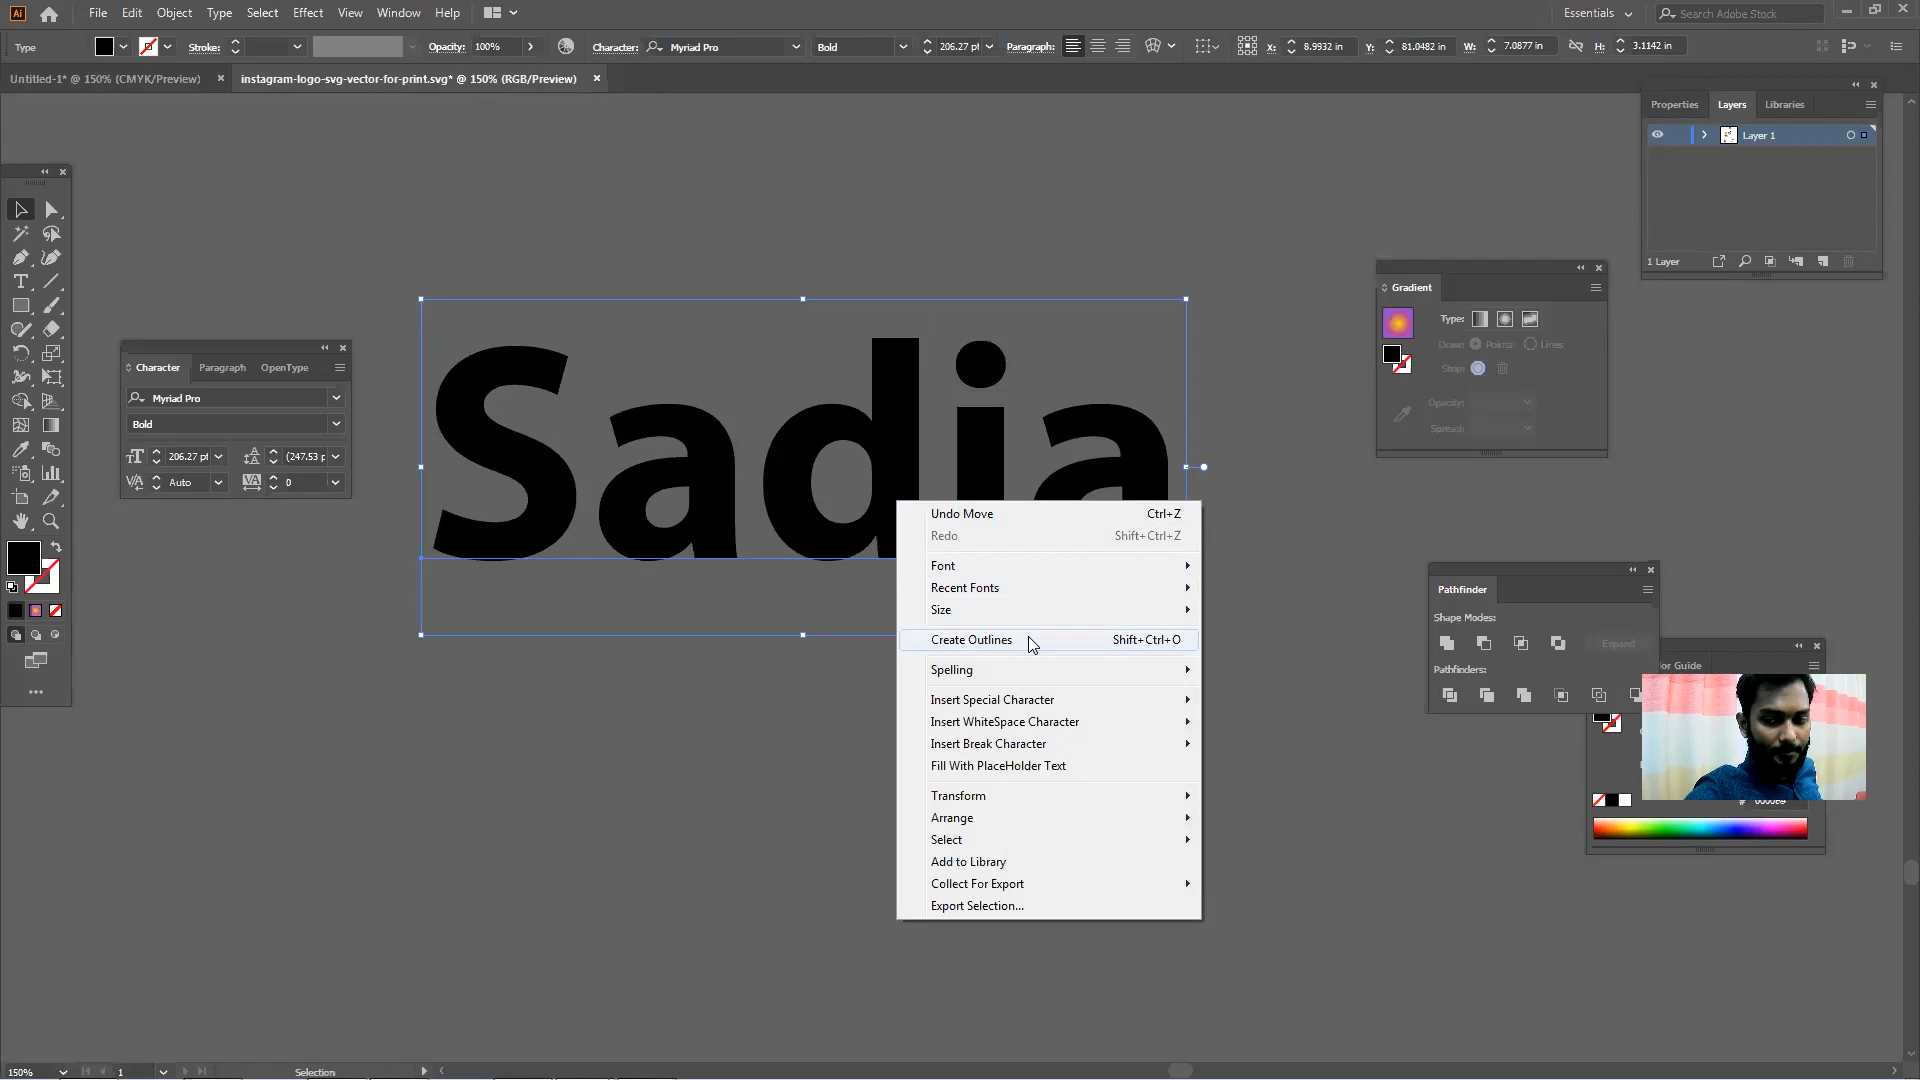 Ai File Edit Object Type Select Effect View Window Help Essentials Search Adobe Stock
Type Stroke: Opacity: 100% Character: Myriad Pro Bold 206.27 pt Paragraph: X: 8.9932 in Y: 81.0482 in W: 7.0877 in H: 3.1142 in
Untitled-1* @ 150% (CMYK/Preview) instagram-logo-svg-vector-for-print.svg* @ 150% (RGB/Preview)
Properties Layers Libraries
Layer 1
1 Layer
Gradient
Type:
Draw: Points Lines
Stop:
Opacity:
Spread:
Character Paragraph OpenType
Myriad Pro
Bold
206.27 pt (247.53 p
Auto 0
Sadia
Undo Move Ctrl+Z
Redo Shift+Ctrl+Z
Font
Recent Fonts
Size
Create Outlines Shift+Ctrl+O
Spelling
Insert Special Character
Insert WhiteSpace Character
Insert Break Character
Fill With PlaceHolder Text
Transform
Arrange
Select
Add to Library
Collect For Export
Export Selection...
Pathfinder
Shape Modes:
Expand
Pathfinders:
lor Guide
#
150% 1 Selection